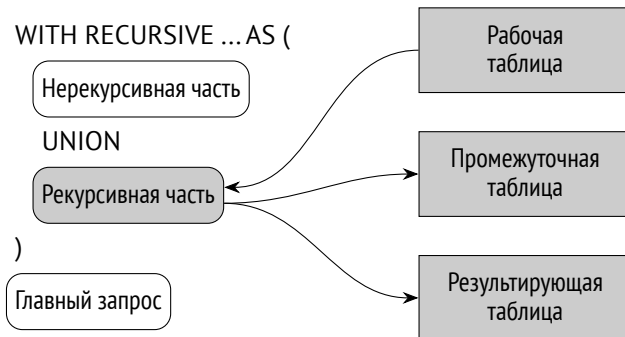 WITH RECURSIVE ... AS (
Нерекурсивная часть
UNION
Рекурсивная часть
)
Главный запрос
Рабочая
таблица
Промежуточная
таблица
Результирующая
таблица